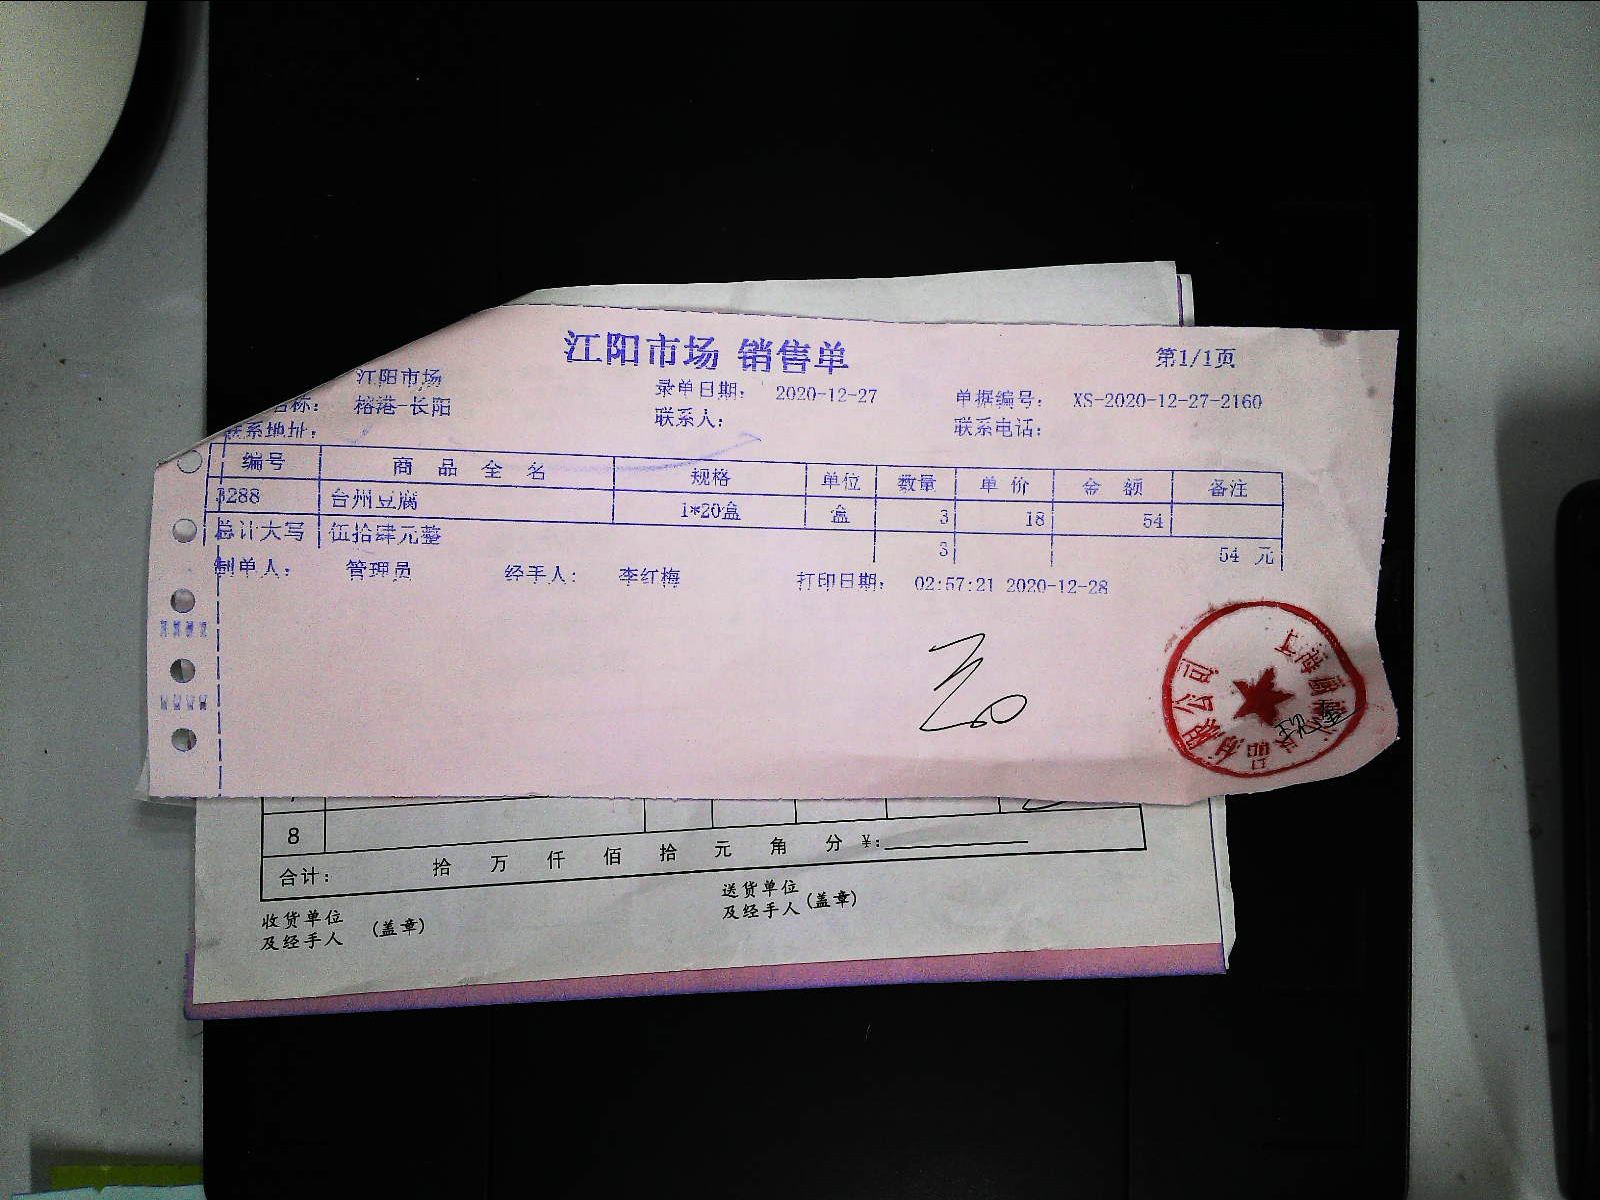 江阳市场 销售单
第1/1页
江阳市场
录单日期： 2020-12-27
单据编号： XS-2020-12-27-2160
名称： 榕港-长阳
联系人：
联系电话：
联系地址：
编号 商品全名 规格 单位 数量 单价 金额 备注
3288 台州豆腐 1*20盒 盒 3 18 54
总计大写 伍拾肆元整 3 54 元
制单人： 管理员 经手人： 李红梅 打印日期： 02:57:21 2020-12-28
上海
品有限公司
8
合计： 拾 万 仟 佰 拾 元 角 分 ¥:
收货单位
及经手人 (盖章)
送货单位
及经手人 (盖章)